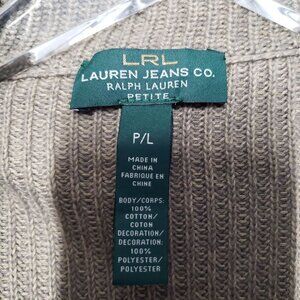 LRL
LAUREN JEANS CO.
RALPH LAUREN
PETITE
P/L
MADE IN
CHINA
FABRIQUE EN
CHINE
BODY/CORPS:
100%
COTTON/
COTON
DECORATION/
DECORATION:
100%
POLYESTER/
POLYESTER